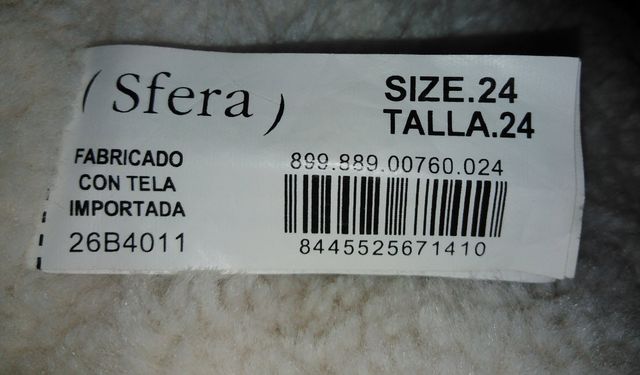 ( Sfera )
SIZE.24
TALLA.24
FABRICADO
CON TELA
IMPORTADA
26B4011
899.889.00760.024
8445525671410